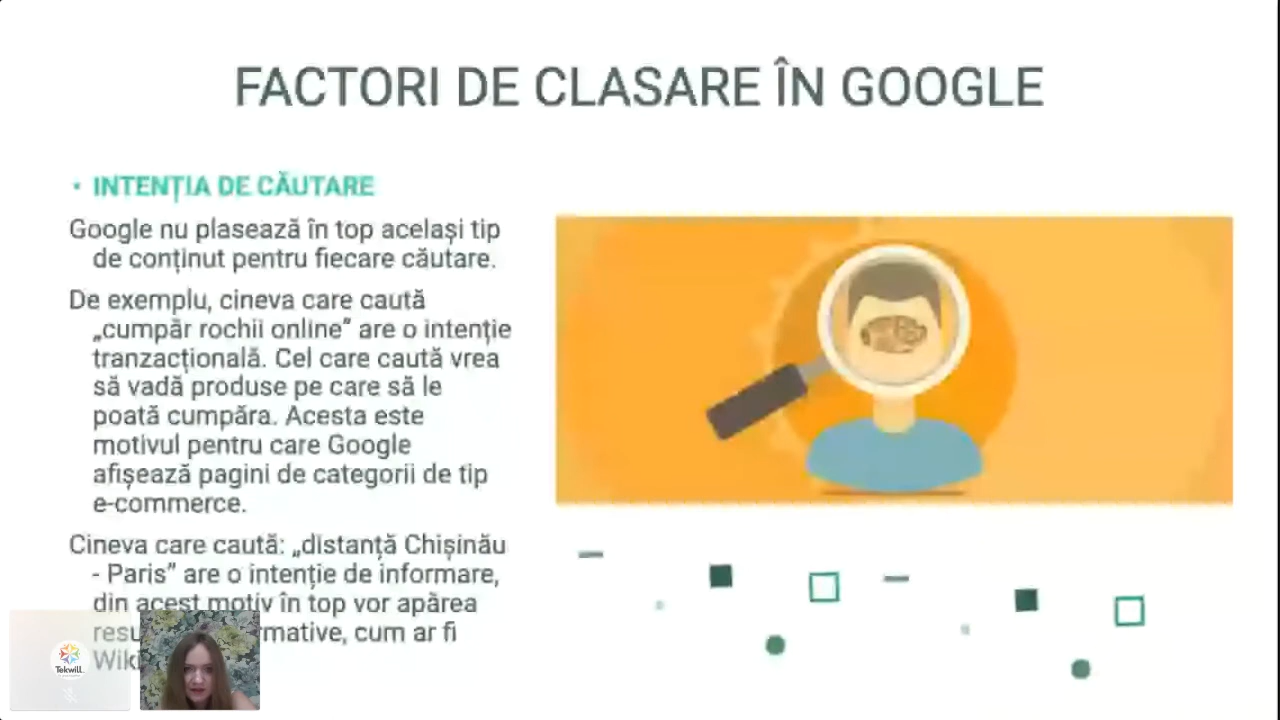 FACTORI DE CLASARE ÎN GOOGLE
• INTENȚIA DE CĂUTARE
Google nu plasează în top același tip
de conținut pentru fiecare căutare.
De exemplu, cineva care caută
„cumpăr rochii online” are o intenție
tranzacțională. Cel care caută vrea
să vadă produse pe care să le
poată cumpăra. Acesta este
motivul pentru care Google
afișează pagini de categorii de tip
e-commerce.
Cineva care caută: „distanță Chișinău
- Paris” are o intenție de informare,
din acest motiv în top vor apărea
cum ar fi
Tekwill